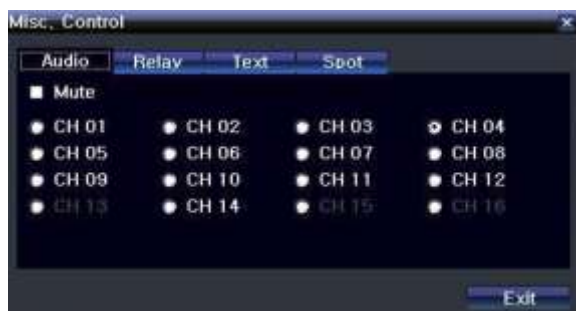 Misc. Control
Audio Relay Text Spot
Mute
CH 01 CH 02 CH 03 CH 04
CH 05 CH 06 CH 07 CH 08
CH 09 CH 10 CH 11 CH 12
CH 13 CH 14 CH 15 CH 16
Exit